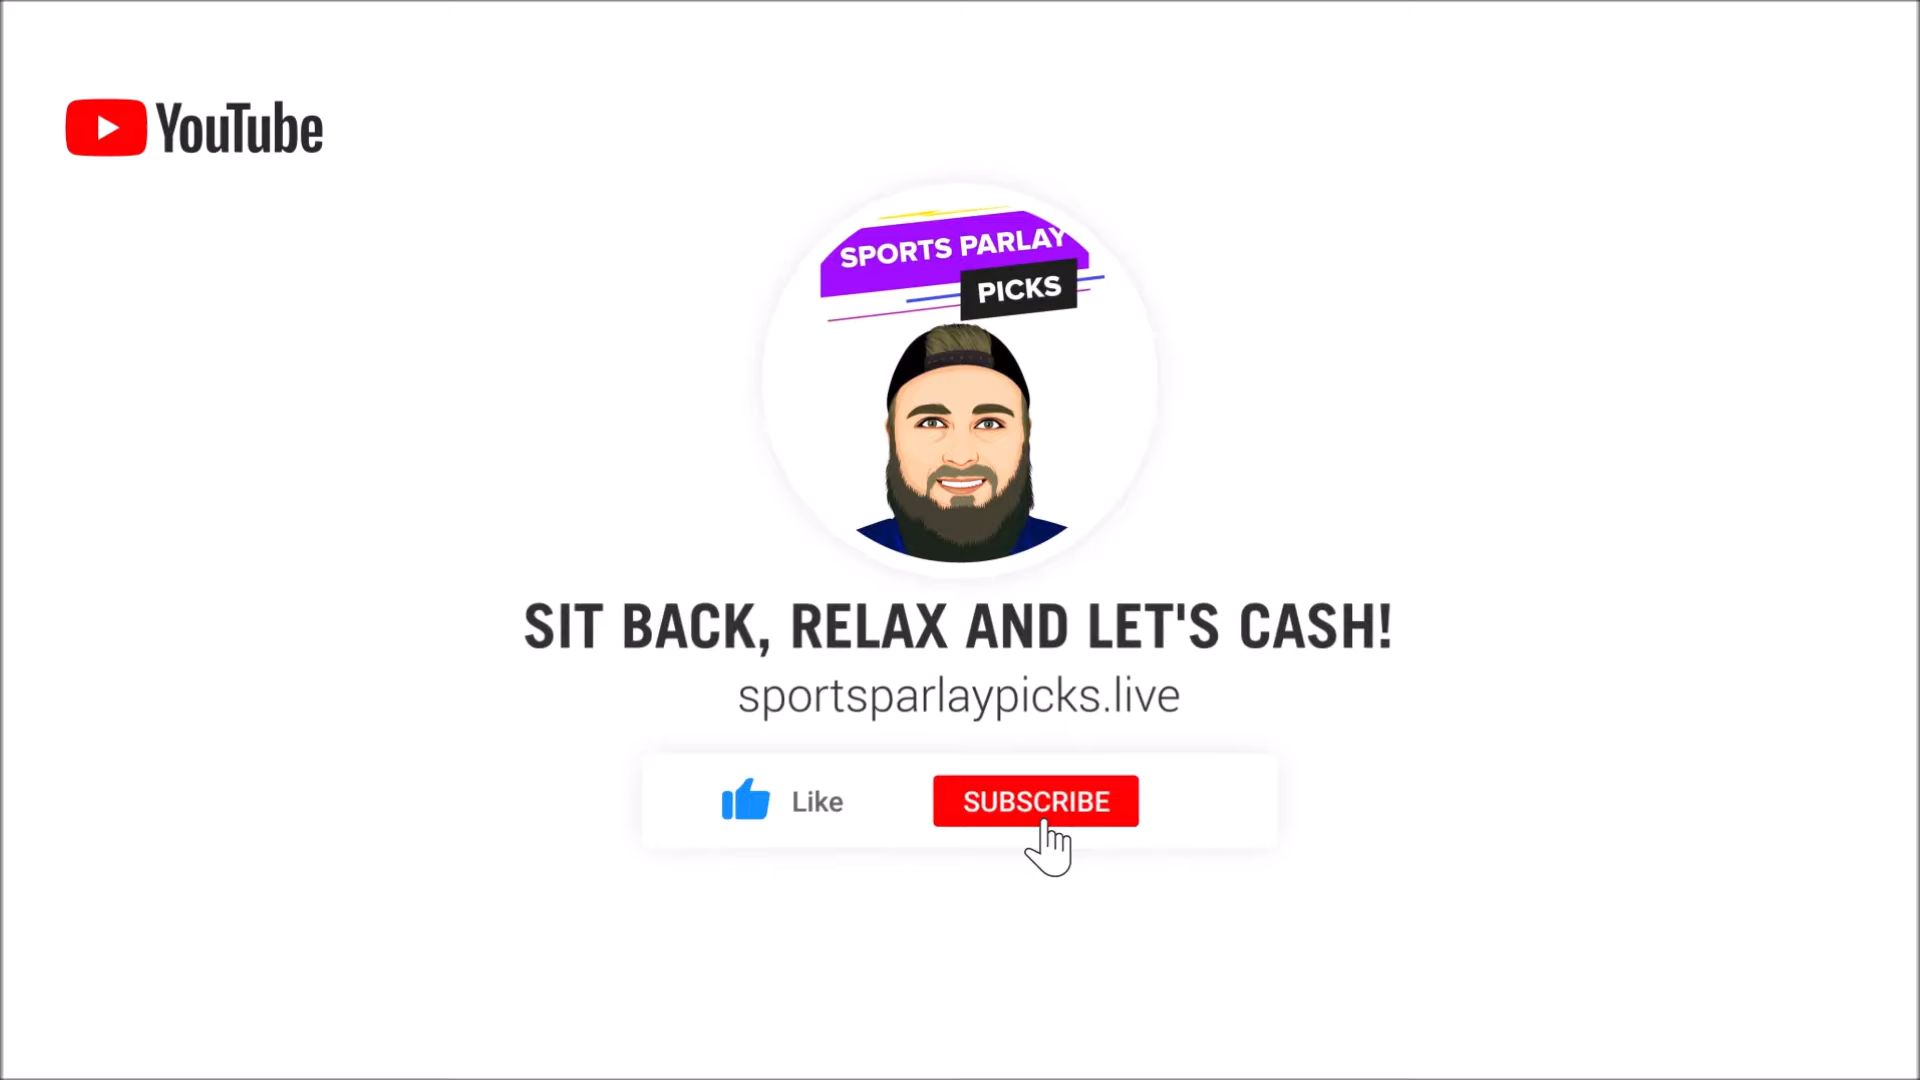 YouTube
SPORTS PARLAY
PICKS
SIT BACK, RELAX AND LET'S CASH!
sportsparlaypicks.live
Like
SUBSCRIBE